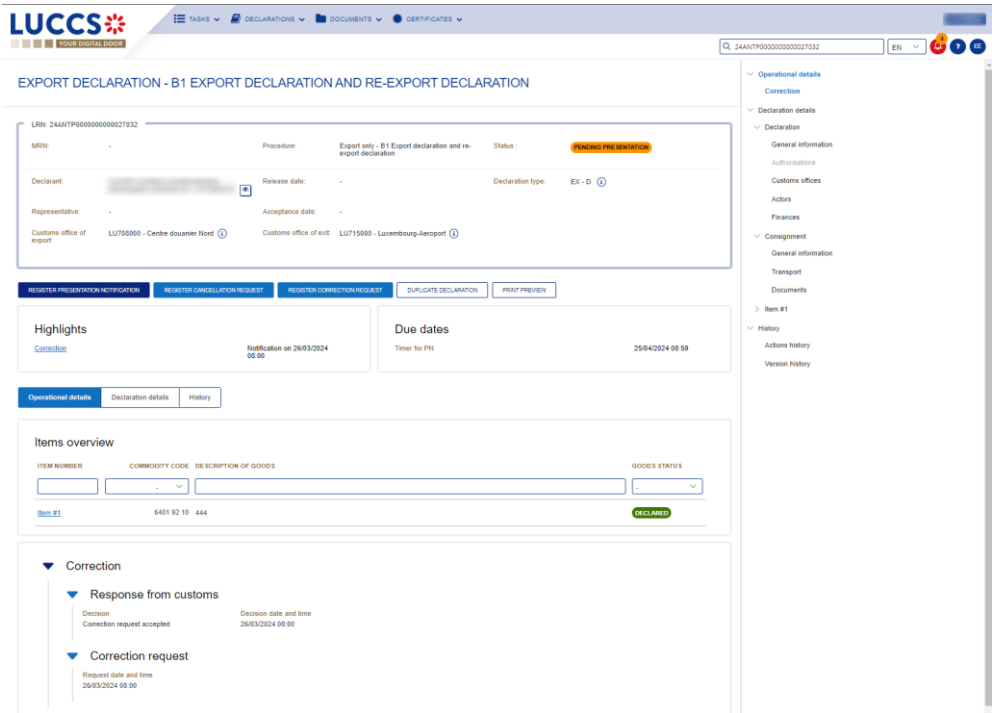 LUCCS
YOUR DIGITAL DOOR
TASKS
DECLARATIONS
DOCUMENTS
CERTIFICATES
24ANTP0000000000027032
EN
4
?
EE
EXPORT DECLARATION - B1 EXPORT DECLARATION AND RE-EXPORT DECLARATION
LRN: 24ANTP0000000000027032
MRN: -
Procedure: Export only - B1 Export declaration and re-
export declaration
Status : PENDING PRESENTATION
Declarant:
Release date: -
Declaration type: EX - D
Representative: -
Acceptance date: -
Customs office of
export: LU708000 - Centre douanier Nord
Customs office of exit: LU715000 - Luxembourg-Aeroport
REGISTER PRESENTATION NOTIFICATION
REGISTER CANCELLATION REQUEST
REGISTER CORRECTION REQUEST
DUPLICATE DECLARATION
PRINT PREVIEW
Highlights
Correction
Notification on 26/03/2024
08:00
Due dates
Timer for PN
25/04/2024 08:59
Operational details
Declaration details
History
Items overview
ITEM NUMBER
COMMODITY CODE
DESCRIPTION OF GOODS
GOODS STATUS
-
-
Item #1
6401 92 10
444
DECLARED
Correction
Response from customs
Decision
Correction request accepted
Decision date and time
26/03/2024 08:00
Correction request
Request date and time
26/03/2024 08:00
Operational details
Correction
Declaration details
Declaration
General information
Authorisations
Customs offices
Actors
Finances
Consignment
General information
Transport
Documents
Item #1
History
Actions history
Version history